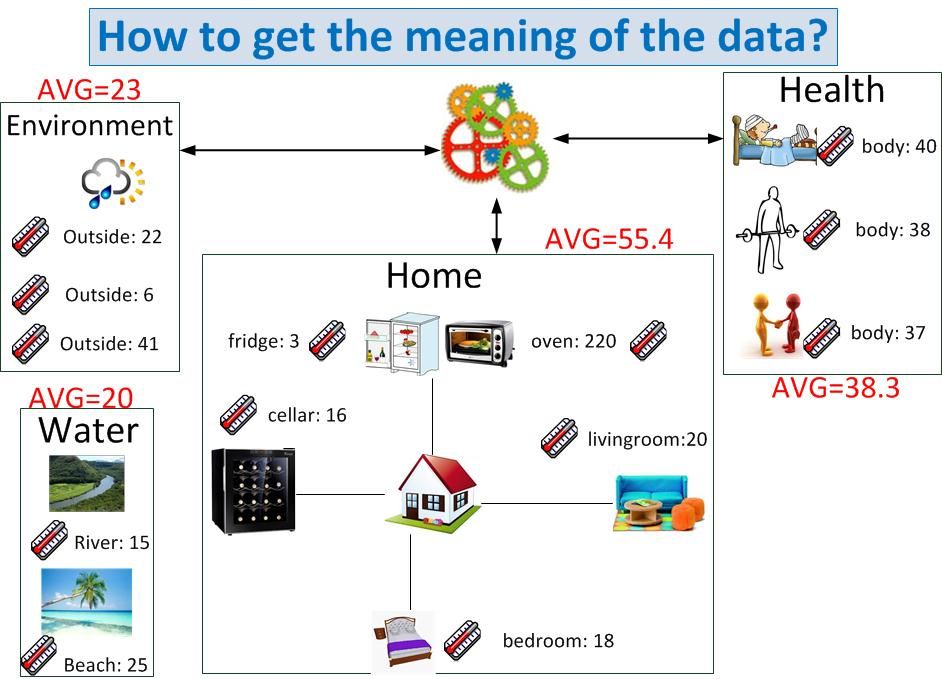 How to get the meaning of the data?
AVG=23
Environment
Outside: 22
Outside: 6
Outside: 41
AVG=20
Water
River: 15
Beach: 25
AVG=55.4
Home
fridge: 3
oven: 220
cellar: 16
livingroom:20
bedroom: 18
Health
body: 40
body: 38
body: 37
AVG=38.3